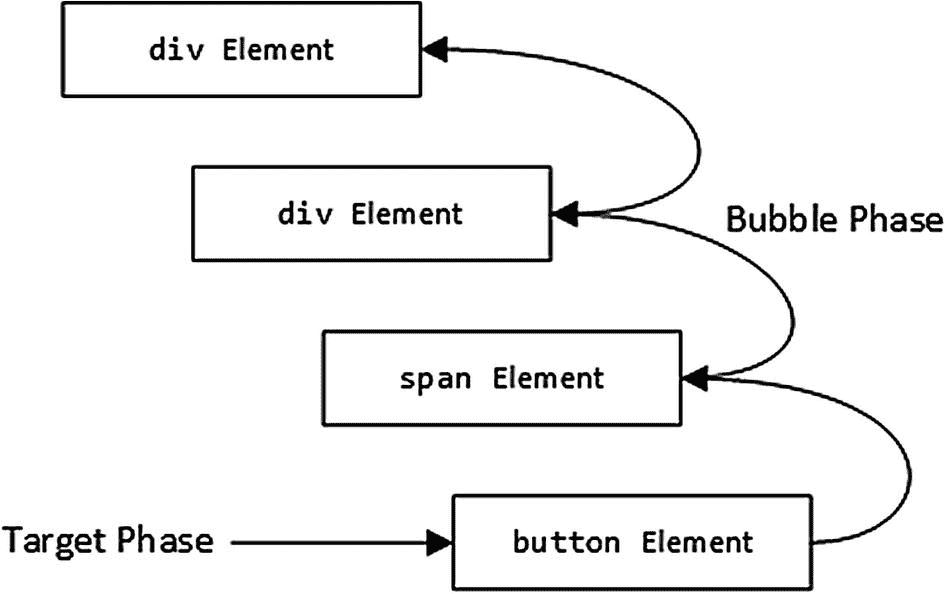 div Element
div Element
Bubble Phase
span Element
Target Phase
button Element